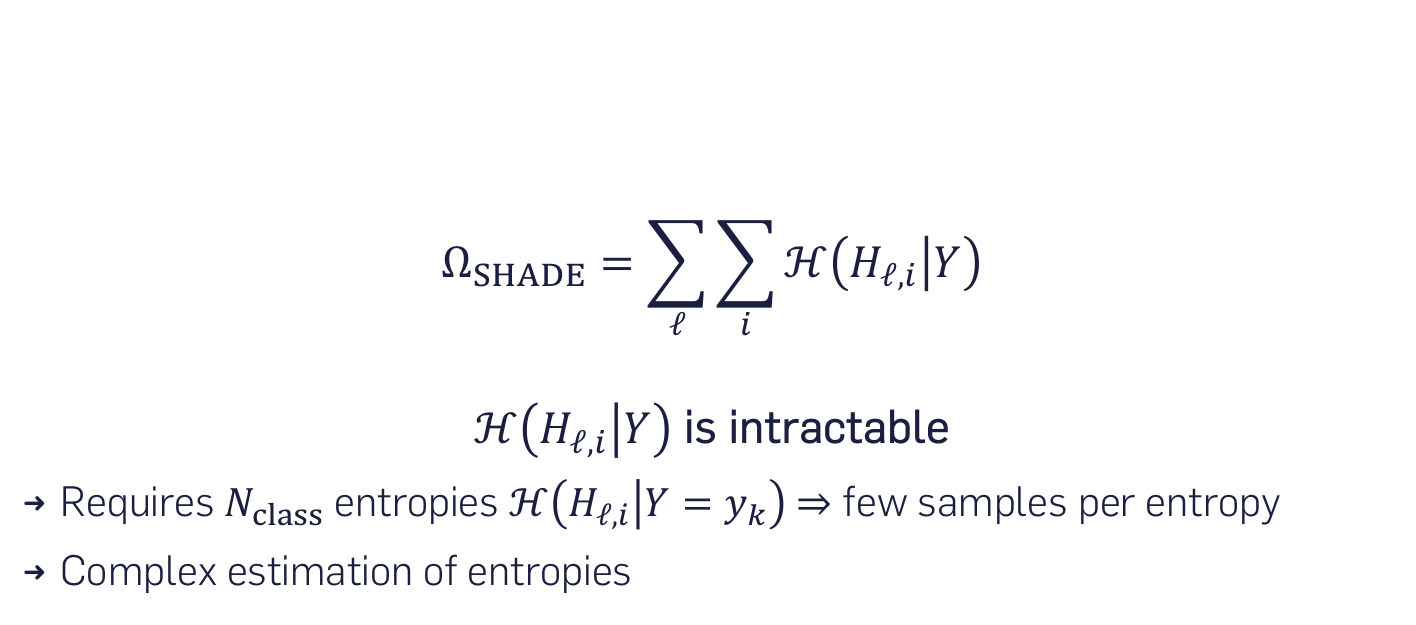 Ω_SHADE = ∑_ℓ ∑_i ℋ(H_ℓ,i|Y)
ℋ(H_ℓ,i|Y) is intractable
➜ Requires N_class entropies ℋ(H_ℓ,i|Y = y_k) ⇒ few samples per entropy
➜ Complex estimation of entropies